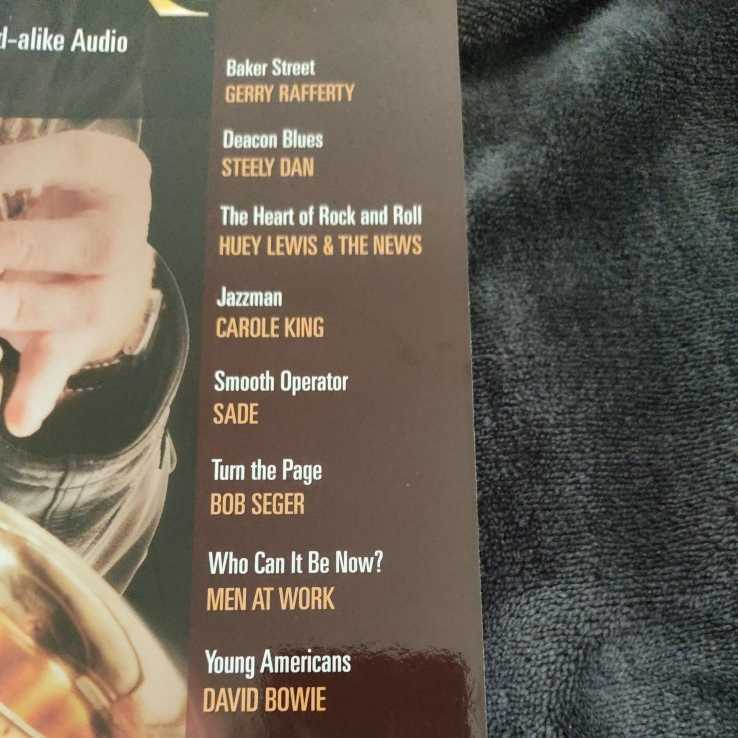 d-alike Audio
Baker Street
GERRY RAFFERTY
Deacon Blues
STEELY DAN
The Heart of Rock and Roll
HUEY LEWIS & THE NEWS
Jazzman
CAROLE KING
Smooth Operator
SADE
Turn the Page
BOB SEGER
Who Can It Be Now?
MEN AT WORK
Young Americans
DAVID BOWIE